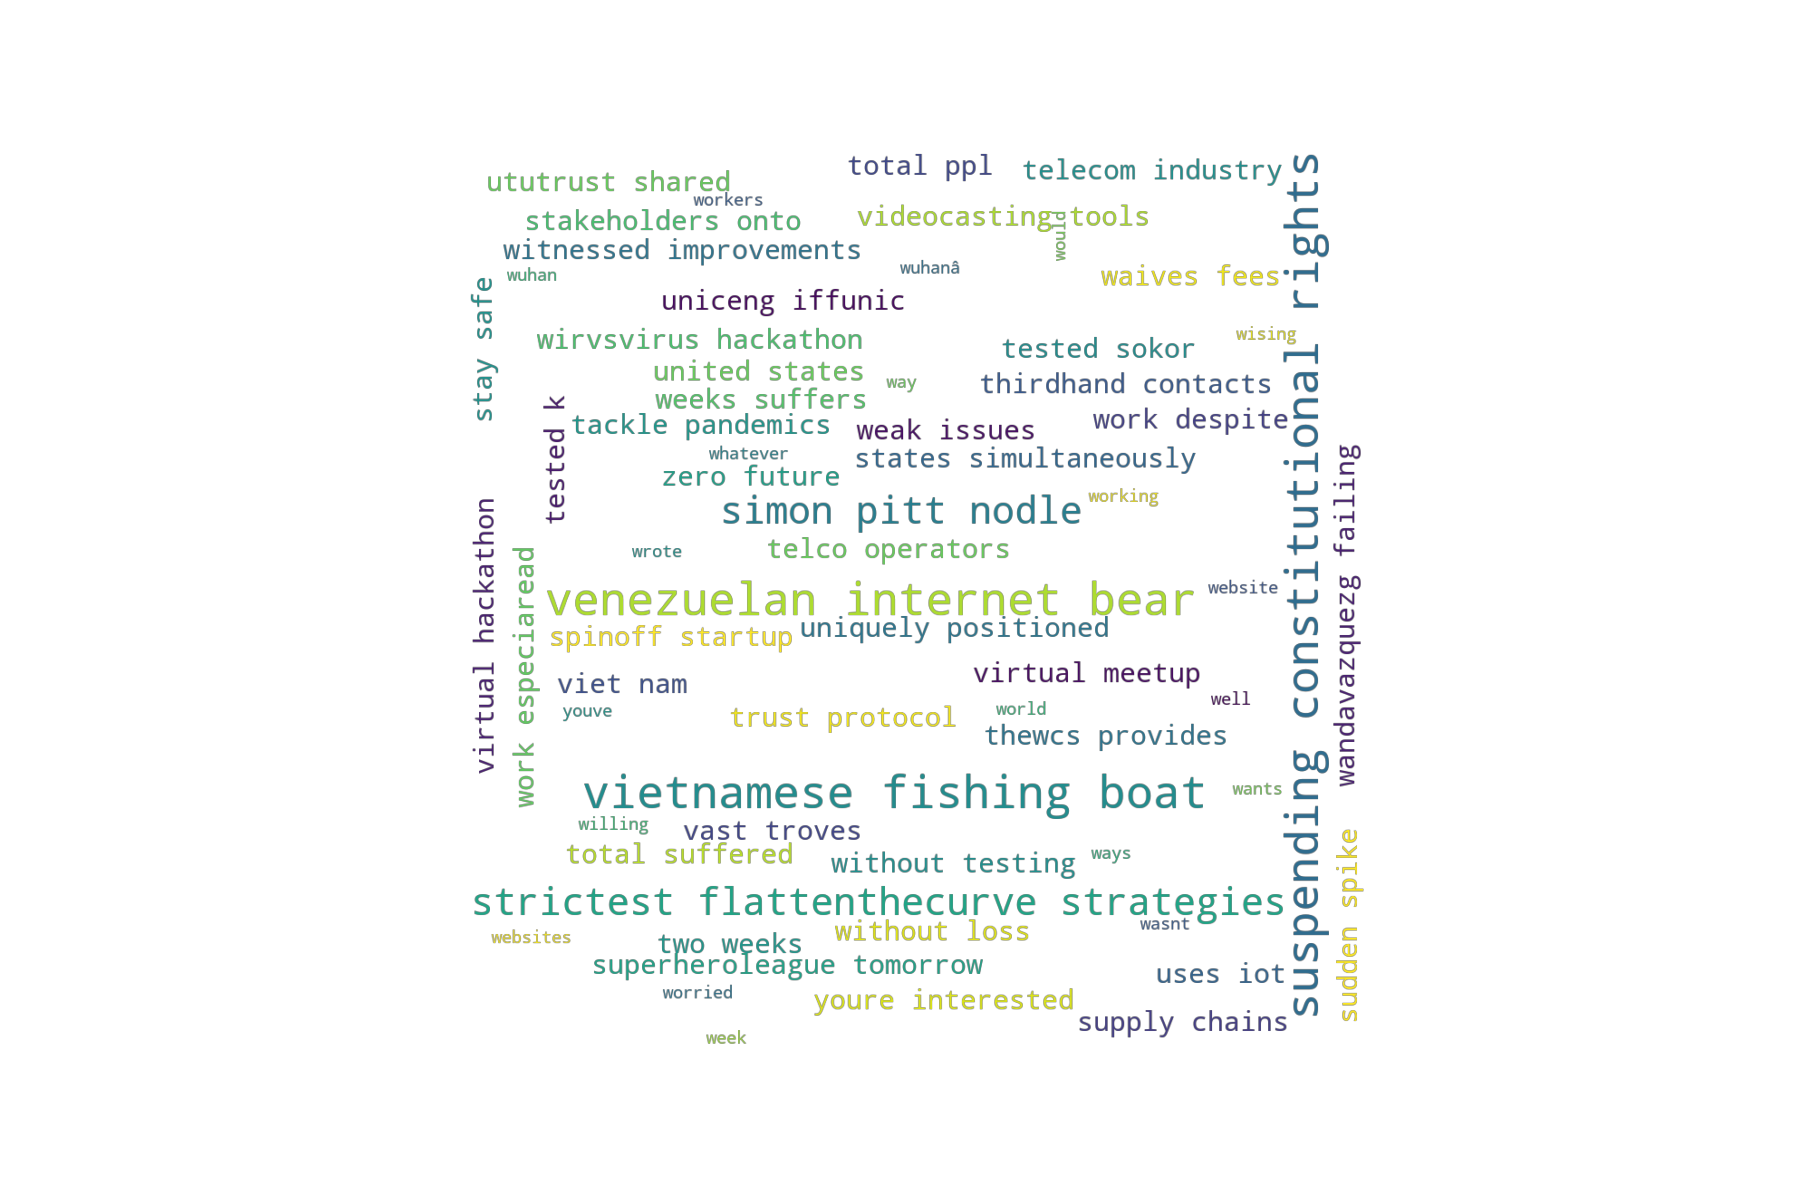 total ppl
telecom industry
ututrust shared
workers
stakeholders onto
videocasting tools
would
witnessed improvements
wuhanâ
wuhan
waives fees
suspending constitutional rights
stay safe
uniceng iffunic
wising
wirvsvirus hackathon
tested sokor
united states
way
thirdhand contacts
weeks suffers
work despite
tested k
tackle pandemics
weak issues
whatever
states simultaneously
wandavazquezg failing
zero future
working
virtual hackathon
simon pitt nodle
wrote
telco operators
work especiaread
website
venezuelan internet bear
uniquely positioned
spinoff startup
virtual meetup
viet nam
well
youve
world
trust protocol
thewcs provides
vietnamese fishing boat
wants
willing
vast troves
sudden spike
total suffered
without testing
ways
strictest flattenthecurve strategies
wasnt
without loss
websites
two weeks
superheroleague tomorrow
uses iot
worried
youre interested
supply chains
week